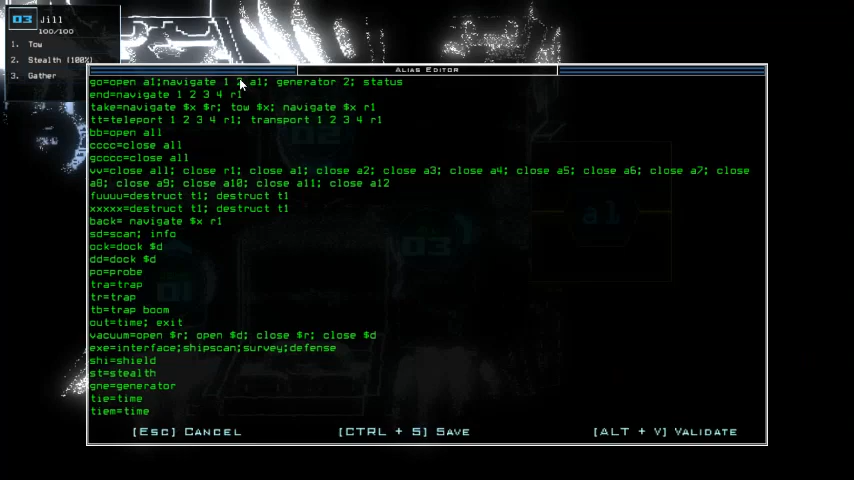 03 Jill
100/100
1. Tow
2. Stealth (100%)
3. Gather
Alias Editor
go=open a1;navigate 1 2 a1; generator 2; status
end=navigate 1 2 3 4 r1
take=navigate $x $r; tow $x; navigate $x r1
tt=teleport 1 2 3 4 r1; transport 1 2 3 4 r1
bb=open all
cccc=close all
gcccc=close all
vv=close all; close r1; close a1; close a2; close a3; close a4; close a5; close a6; close a7; close
a8; close a9; close a10; close a11; close a12
fuuuu=destruct t1; destruct t1
xxxxx=destruct t1; destruct t1
back= navigate $x r1
sd=scan; info
ock=dock $d
dd=dock $d
po=probe
tra=trap
tr=trap
tb=trap boom
out=time; exit
vacuum=open $r; open $d; close $r; close $d
exe=interface;shipscan;survey;defense
shi=shield
st=stealth
gne=generator
tie=time
tiem=time
02
a1
03
01
[Esc] Cancel
[CTRL + S] Save
[ALT + V] Validate